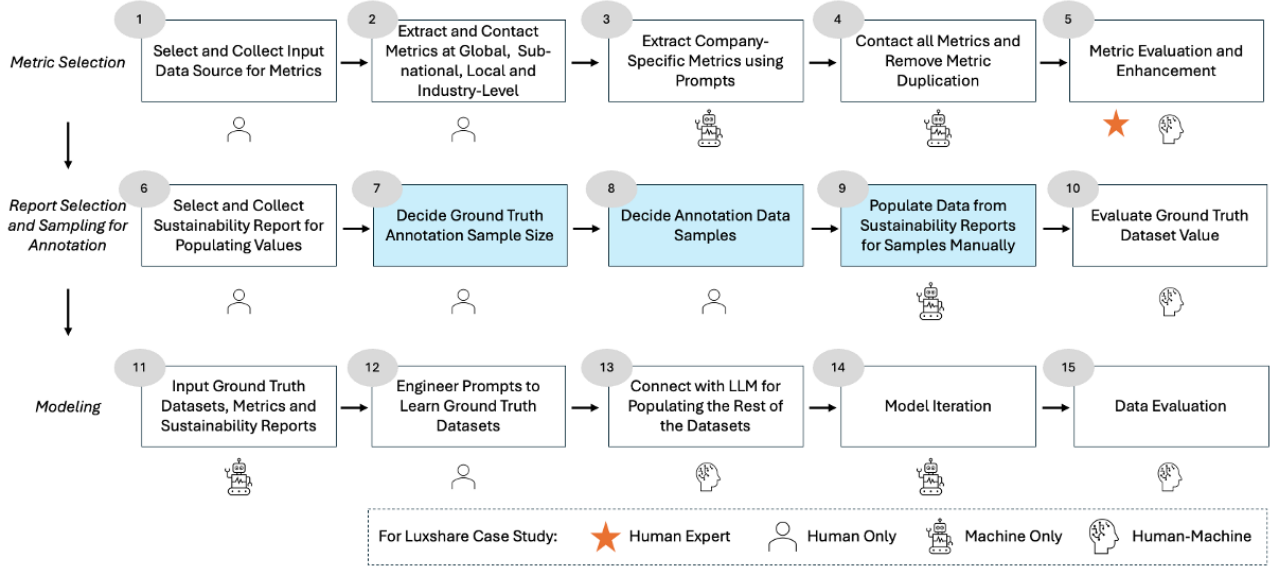 Metric Selection
1
Select and Collect Input
Data Source for Metrics
2
Extract and Contact
Metrics at Global, Sub-
national, Local and
Industry-Level
3
Extract Company-
Specific Metrics using
Prompts
4
Contact all Metrics and
Remove Metric
Duplication
5
Metric Evaluation and
Enhancement
Report Selection
and Sampling for
Annotation
6
Select and Collect
Sustainability Report for
Populating Values
7
Decide Ground Truth
Annotation Sample Size
8
Decide Annotation Data
Samples
9
Populate Data from
Sustainability Reports
for Samples Manually
10
Evaluate Ground Truth
Dataset Value
Modeling
11
Input Ground Truth
Datasets, Metrics and
Sustainability Reports
12
Engineer Prompts to
Learn Ground Truth
Datasets
13
Connect with LLM for
Populating the Rest of
the Datasets
14
Model Iteration
15
Data Evaluation
For Luxshare Case Study:
Human Expert
Human Only
Machine Only
Human-Machine